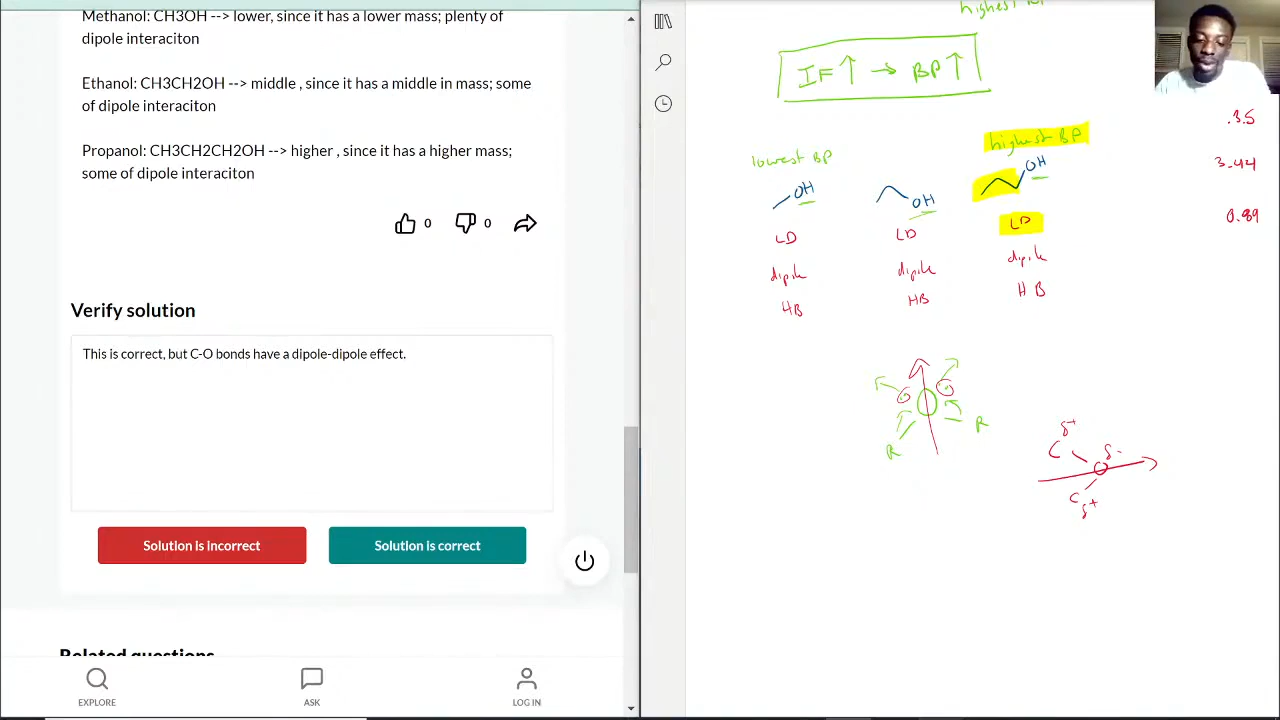 Methanol: CH3OH --> lower, since it has a lower mass; plenty of
dipole interaciton
Ethanol: CH3CH2OH --> middle , since it has a middle in mass; some
of dipole interaciton
Propanol: CH3CH2CH2OH --> higher , since it has a higher mass;
some of dipole interaciton
0
0
Verify solution
This is correct, but C-O bonds have a dipole-dipole effect.
Solution is incorrect
Solution is correct
Related questions
EXPLORE
ASK
LOG IN
highest BP
IF ↑ → BP ↑
lowest BP
highest BP
OH
OH
OH
LD
LD
LD
dipole
dipole
dipole
HB
HB
HB
.35
3.44
0.89
R
R
δ+
C
δ-
O
C
δ+